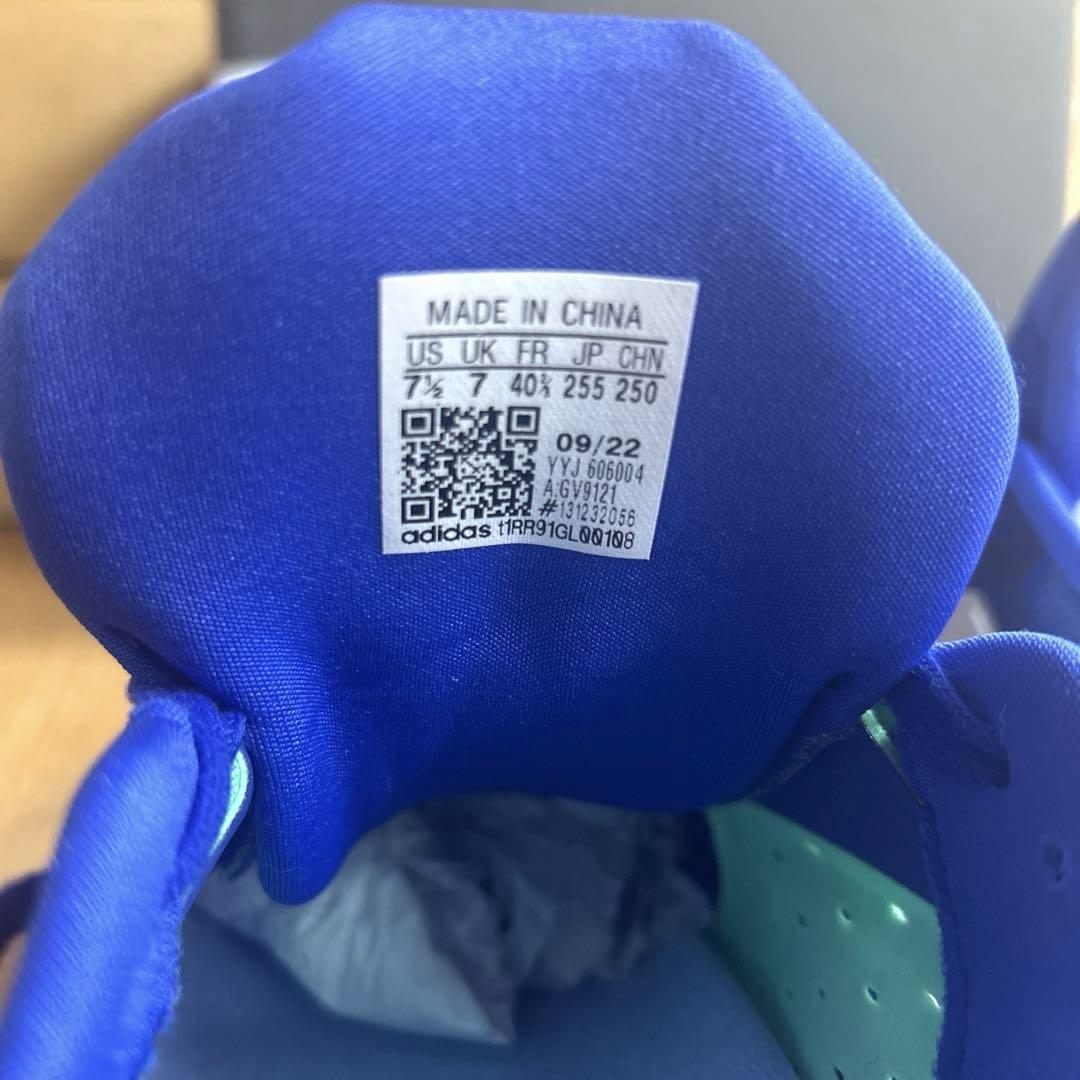 MADE IN CHINA
US UK FR JP CHN
7½ 7 40⅔ 255 250
09/22
YYJ 606004
A:GV9121
#131232056
adidas t1RR91GL00108